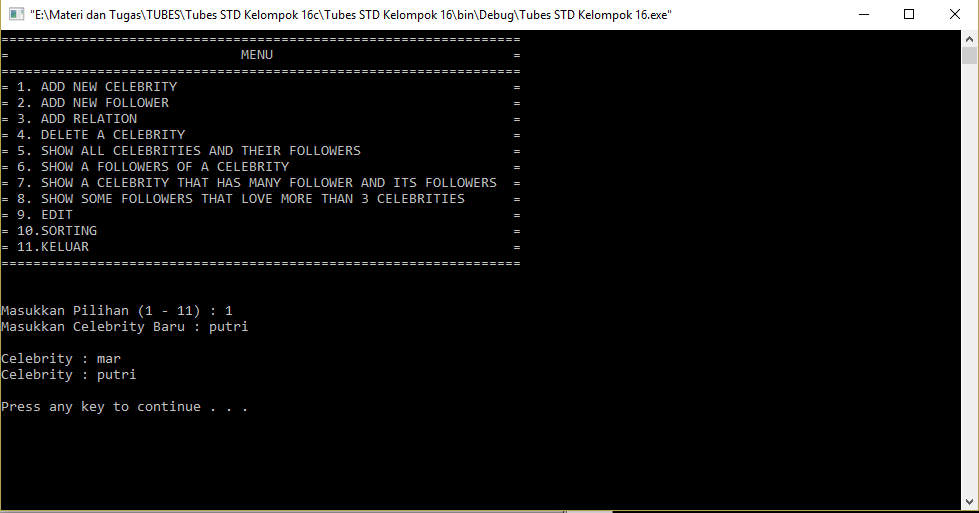 "E:\Materi dan Tugas\TUBES\Tubes STD Kelompok 16c\Tubes STD Kelompok 16\bin\Debug\Tubes STD Kelompok 16.exe"
=================================================================
= MENU =
=================================================================
= 1. ADD NEW CELEBRITY =
= 2. ADD NEW FOLLOWER =
= 3. ADD RELATION =
= 4. DELETE A CELEBRITY =
= 5. SHOW ALL CELEBRITIES AND THEIR FOLLOWERS =
= 6. SHOW A FOLLOWERS OF A CELEBRITY =
= 7. SHOW A CELEBRITY THAT HAS MANY FOLLOWER AND ITS FOLLOWERS =
= 8. SHOW SOME FOLLOWERS THAT LOVE MORE THAN 3 CELEBRITIES =
= 9. EDIT =
= 10.SORTING =
= 11.KELUAR =
=================================================================
Masukkan Pilihan (1 - 11) : 1
Masukkan Celebrity Baru : putri
Celebrity : mar
Celebrity : putri
Press any key to continue . . .